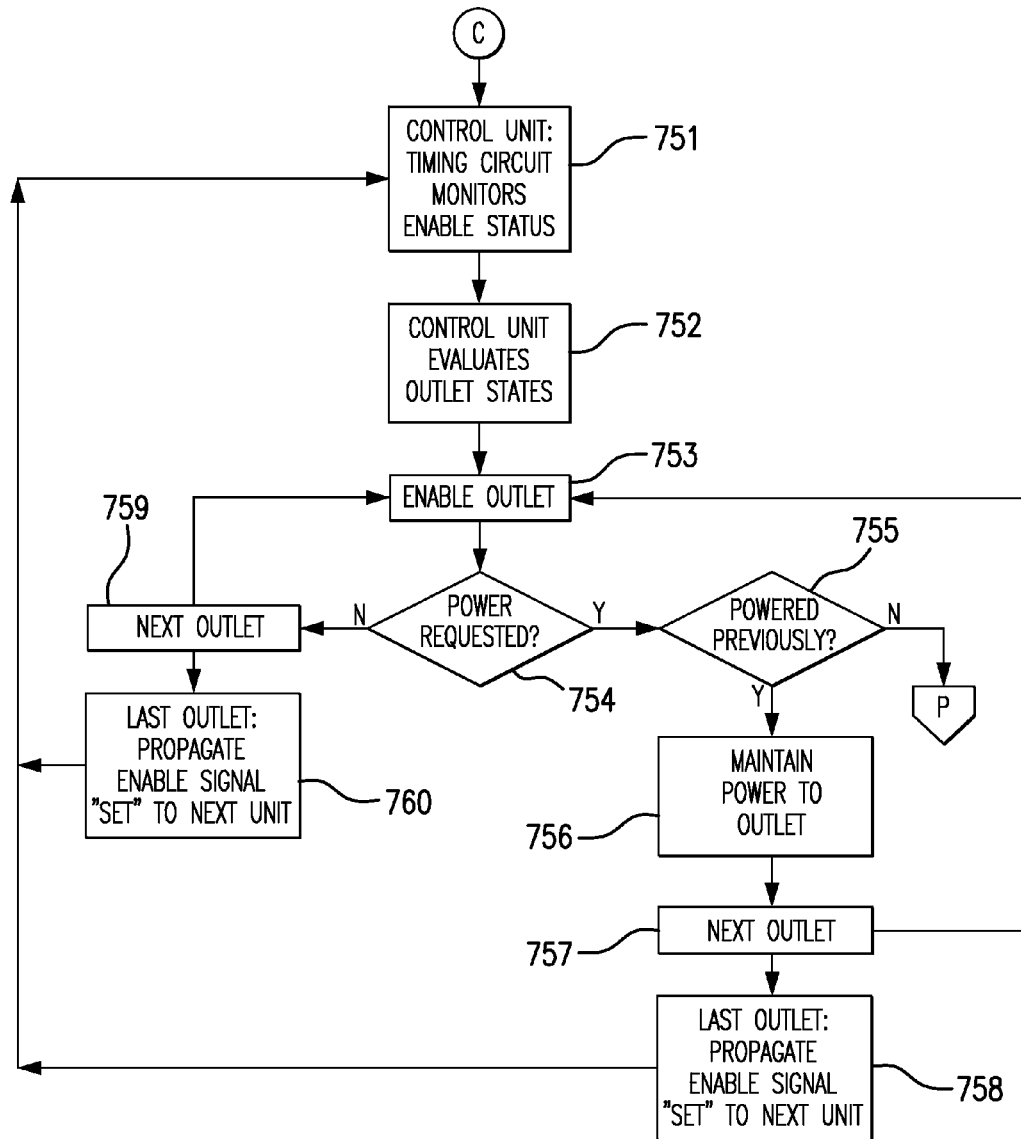 C
CONTROL UNIT:
TIMING CIRCUIT
MONITORS
ENABLE STATUS
751
CONTROL UNIT
EVALUATES
OUTLET STATES
752
753
ENABLE OUTLET
759
NEXT OUTLET
N
POWER
REQUESTED?
Y
754
755
POWERED
PREVIOUSLY?
N
Y
P
LAST OUTLET:
PROPAGATE
ENABLE SIGNAL
"SET" TO NEXT UNIT
760
MAINTAIN
POWER TO
OUTLET
756
NEXT OUTLET
757
LAST OUTLET:
PROPAGATE
ENABLE SIGNAL
"SET" TO NEXT UNIT
758